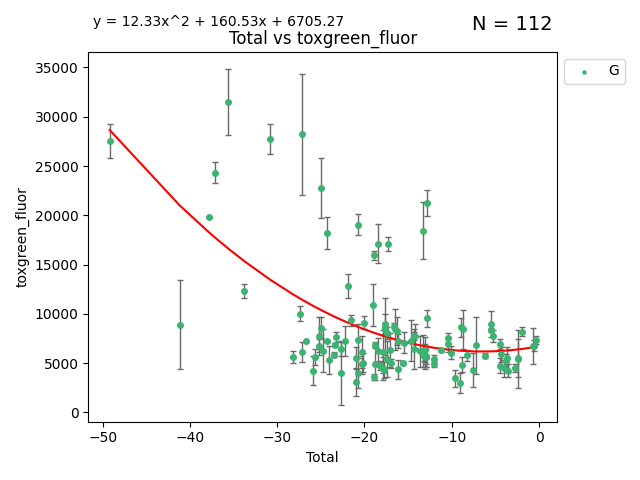 y = 12.33x^2 + 160.53x + 6705.27
N = 112
Total vs toxgreen_fluor
G
35000
30000
25000
20000
15000
10000
5000
0
toxgreen_fluor
−50
−40
−30
−20
−10
0
Total